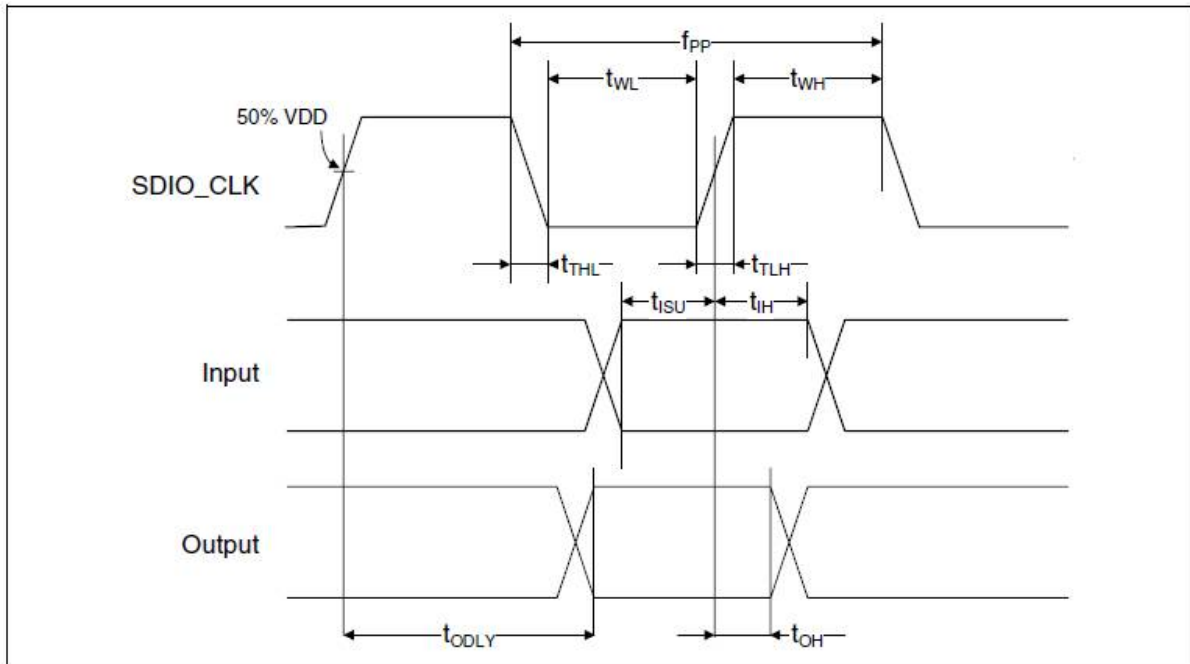 fPP
tWL
tWH
50% VDD
SDIO_CLK
tTHL
tTLH
tISU
tIH
Input
Output
tODLY
tOH